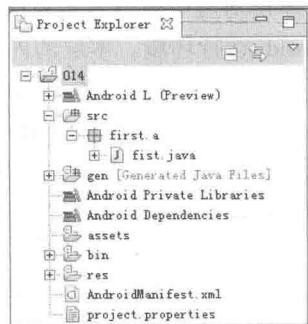 Project Explorer
014
Android L (Preview)
src
first.a
fist.java
gen [Generated Java Files]
Android Private Libraries
Android Dependencies
assets
bin
res
AndroidManifest.xml
project.properties